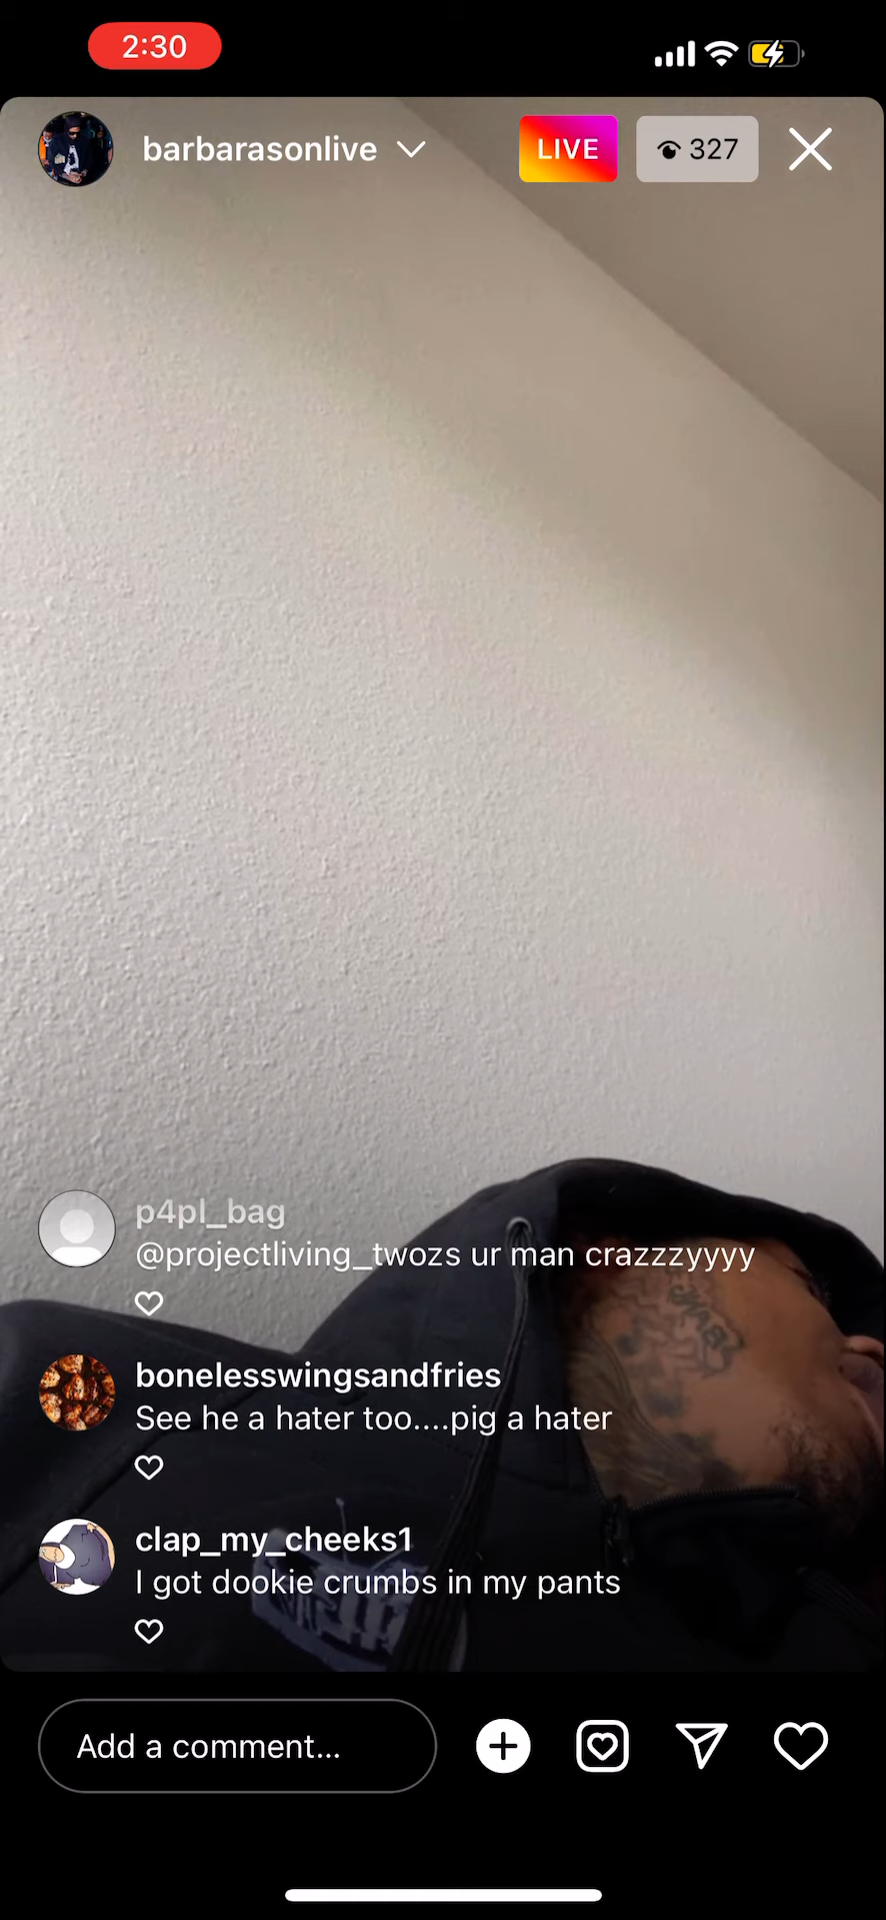 2:30
barbarasonlive
LIVE
327
p4pl_bag
@projectliving_twozs ur man crazzzyyyy
bonelesswingsandfries
See he a hater too....pig a hater
clap_my_cheeks1
I got dookie crumbs in my pants
Add a comment...